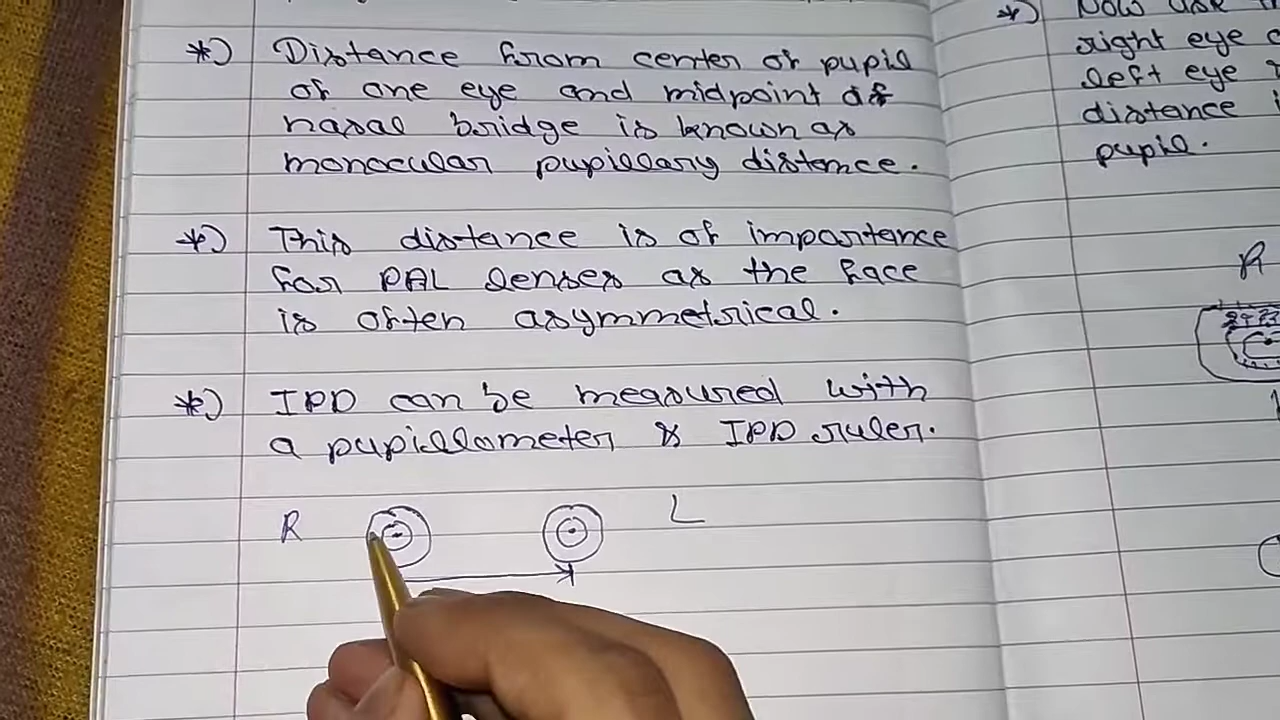 *) Distance from center of pupil
of one eye and midpoint of
nasal bridge is known as
monocular pupillary distance.
*) This distance is of importance
for PAL lenses as the face
is often asymmetrical.
*) IPD can be measured with
a pupillometer & IPD ruler.
R L
*) Now
right eye
left eye
distance
pupil.
R